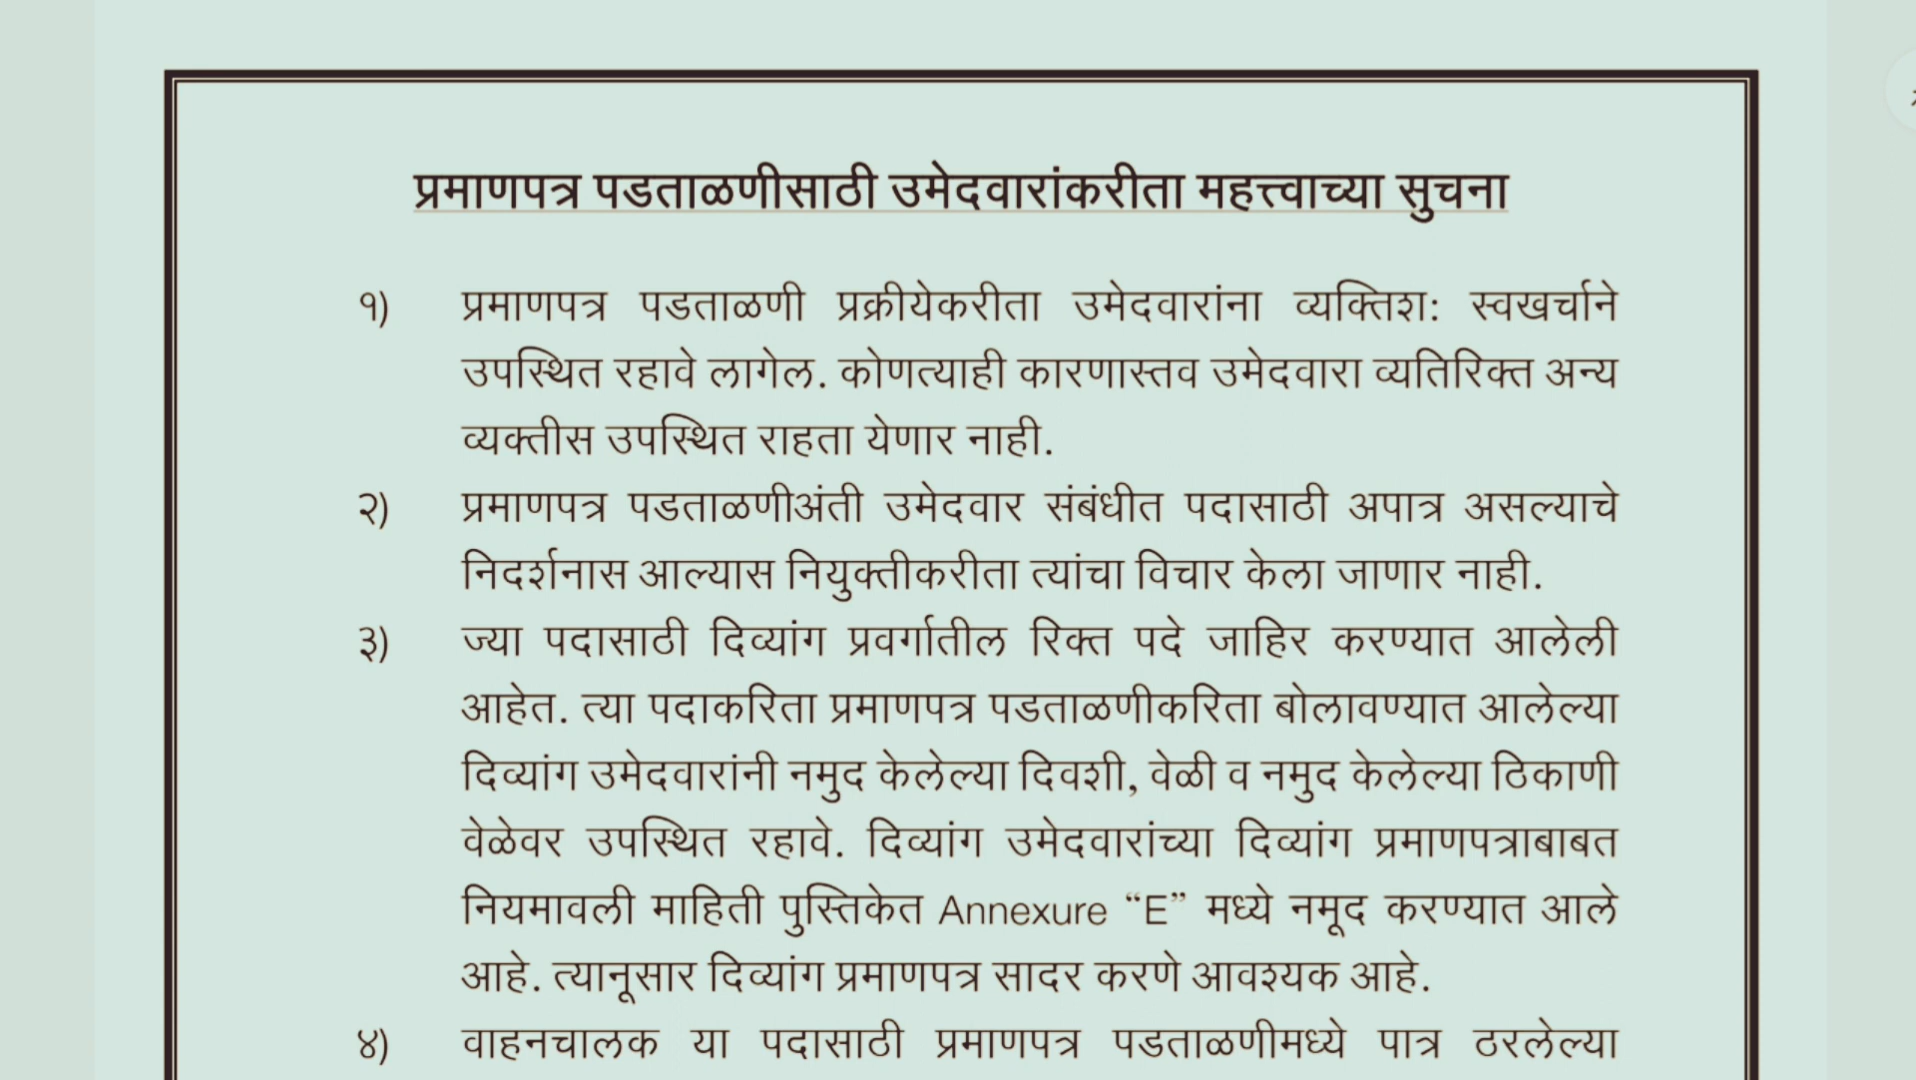 प्रमाणपत्र पडताळणीसाठी उमेदवारांकरीता महत्त्वाच्या सुचना
१) प्रमाणपत्र पडताळणी प्रक्रीयेकरीता उमेदवारांना व्यक्तिश: स्वखर्चाने
उपस्थित रहावे लागेल. कोणत्याही कारणास्तव उमेदवारा व्यतिरिक्त अन्य
व्यक्तीस उपस्थित राहता येणार नाही.
२) प्रमाणपत्र पडताळणीअंती उमेदवार संबंधीत पदासाठी अपात्र असल्याचे
निदर्शनास आल्यास नियुक्तीकरीता त्यांचा विचार केला जाणार नाही.
३) ज्या पदासाठी दिव्यांग प्रवर्गातील रिक्त पदे जाहिर करण्यात आलेली
आहेत. त्या पदाकरिता प्रमाणपत्र पडताळणीकरिता बोलावण्यात आलेल्या
दिव्यांग उमेदवारांनी नमुद केलेल्या दिवशी, वेळी व नमुद केलेल्या ठिकाणी
वेळेवर उपस्थित रहावे. दिव्यांग उमेदवारांच्या दिव्यांग प्रमाणपत्राबाबत
नियमावली माहिती पुस्तिकेत Annexure “E” मध्ये नमूद करण्यात आले
आहे. त्यानूसार दिव्यांग प्रमाणपत्र सादर करणे आवश्यक आहे.
४) वाहनचालक या पदासाठी प्रमाणपत्र पडताळणीमध्ये पात्र ठरलेल्या